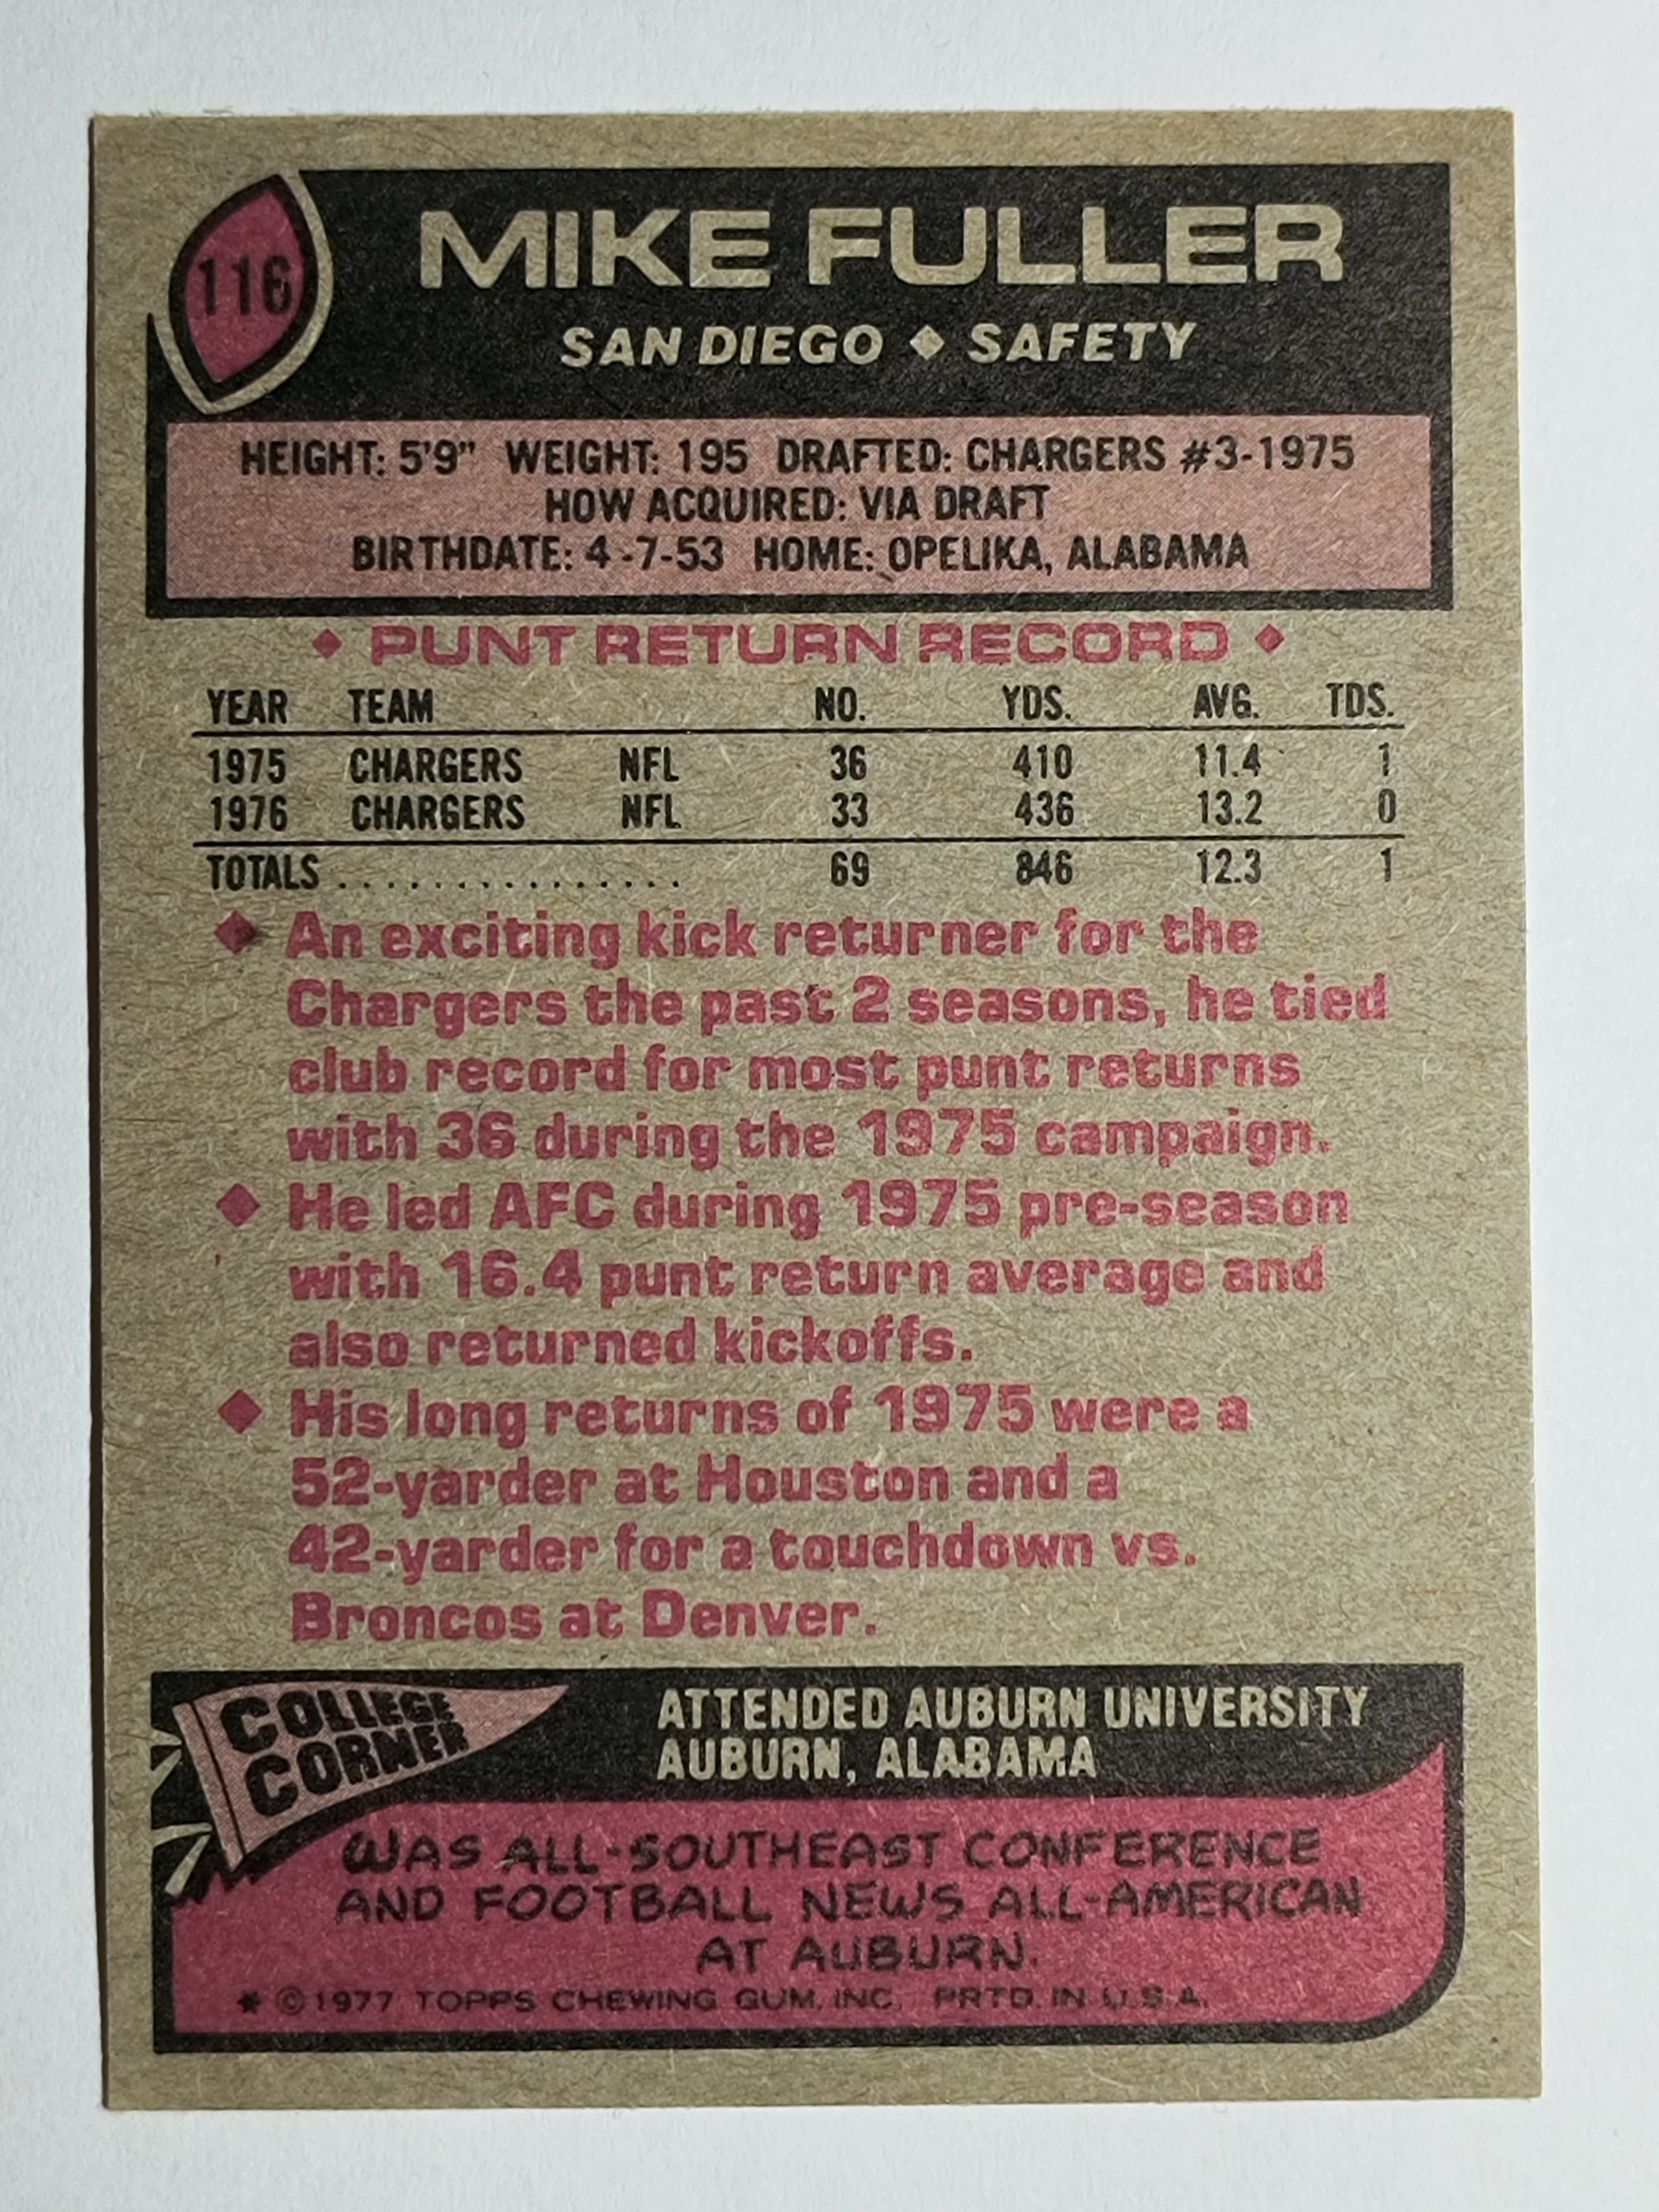 116
MIKE FULLER
SAN DIEGO ◆ SAFETY
HEIGHT: 5'9" WEIGHT: 195 DRAFTED: CHARGERS #3-1975
HOW ACQUIRED: VIA DRAFT
BIRTHDATE: 4-7-53 HOME: OPELIKA, ALABAMA
◆ PUNT RETURN RECORD ◆
YEAR TEAM NO. YDS. AVG. TDS.
1975 CHARGERS NFL 36 410 11.4 1
1976 CHARGERS NFL 33 436 13.2 0
TOTALS ................ 69 846 12.3 1
◆ An exciting kick returner for the
Chargers the past 2 seasons, he tied
club record for most punt returns
with 36 during the 1975 campaign.
◆ He led AFC during 1975 pre-season
with 16.4 punt return average and
also returned kickoffs.
◆ His long returns of 1975 were a
52-yarder at Houston and a
42-yarder for a touchdown vs.
Broncos at Denver.
COLLEGE
CORNER
ATTENDED AUBURN UNIVERSITY
AUBURN, ALABAMA
WAS ALL-SOUTHEAST CONFERENCE
AND FOOTBALL NEWS ALL-AMERICAN
AT AUBURN.
* © 1977 TOPPS CHEWING GUM, INC. PRTD. IN U.S.A.